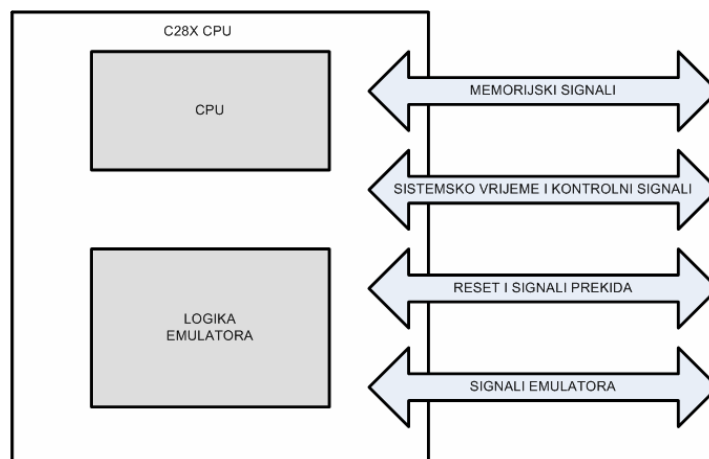 C28X CPU
CPU
MEMORIJSKI SIGNALI
SISTEMSKO VRIJEME I KONTROLNI SIGNALI
RESET I SIGNALI PREKIDA
LOGIKA
EMULATORA
SIGNALI EMULATORA